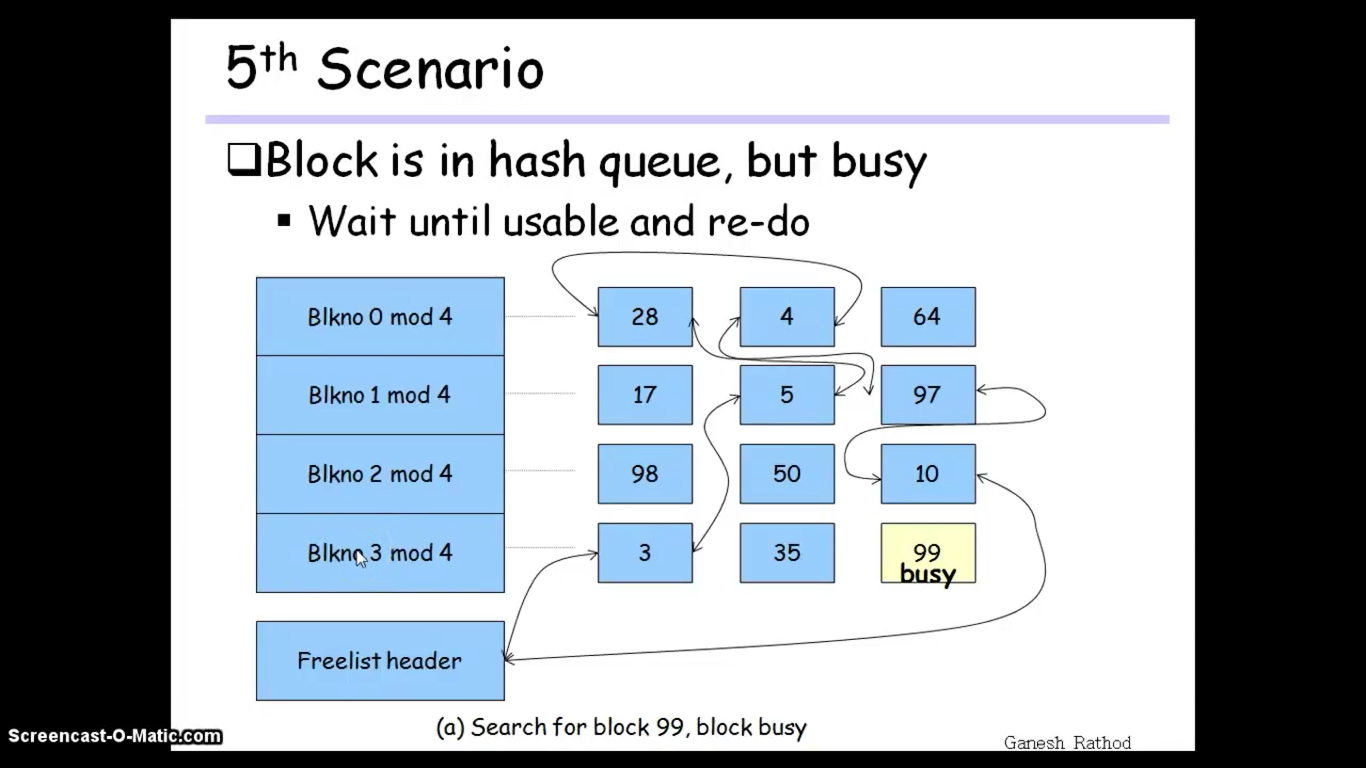 5th Scenario
Block is in hash queue, but busy
Wait until usable and re-do
Blkno 0 mod 4 28 4 64
Blkno 1 mod 4 17 5 97
Blkno 2 mod 4 98 50 10
Blkno 3 mod 4 3 35 99
busy
Freelist header
(a) Search for block 99, block busy
Screencast-O-Matic.com
Ganesh Rathod